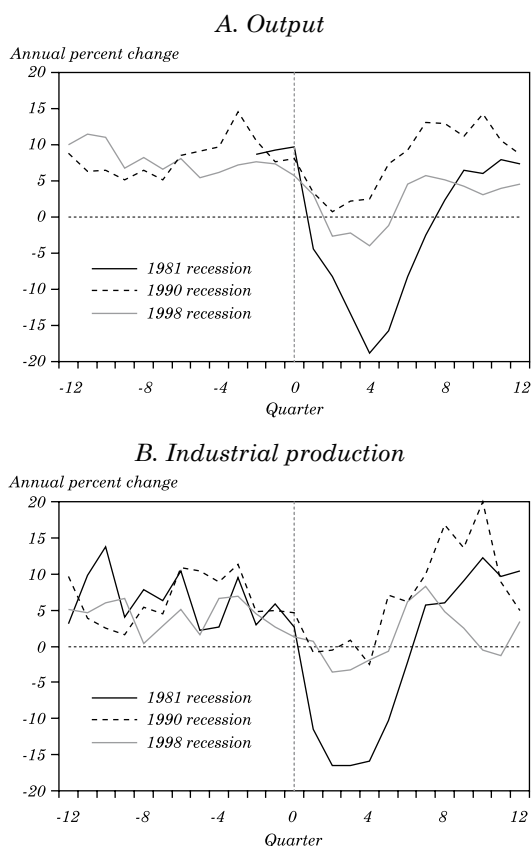 A. Output
Annual percent change
20
15
10
5
0
-5
-10
-15
-20
1981 recession
1990 recession
1998 recession
-12 -8 -4 0 4 8 12
Quarter
B. Industrial production
Annual percent change
20
15
10
5
0
-5
-10
-15
-20
1981 recession
1990 recession
1998 recession
-12 -8 -4 0 4 8 12
Quarter